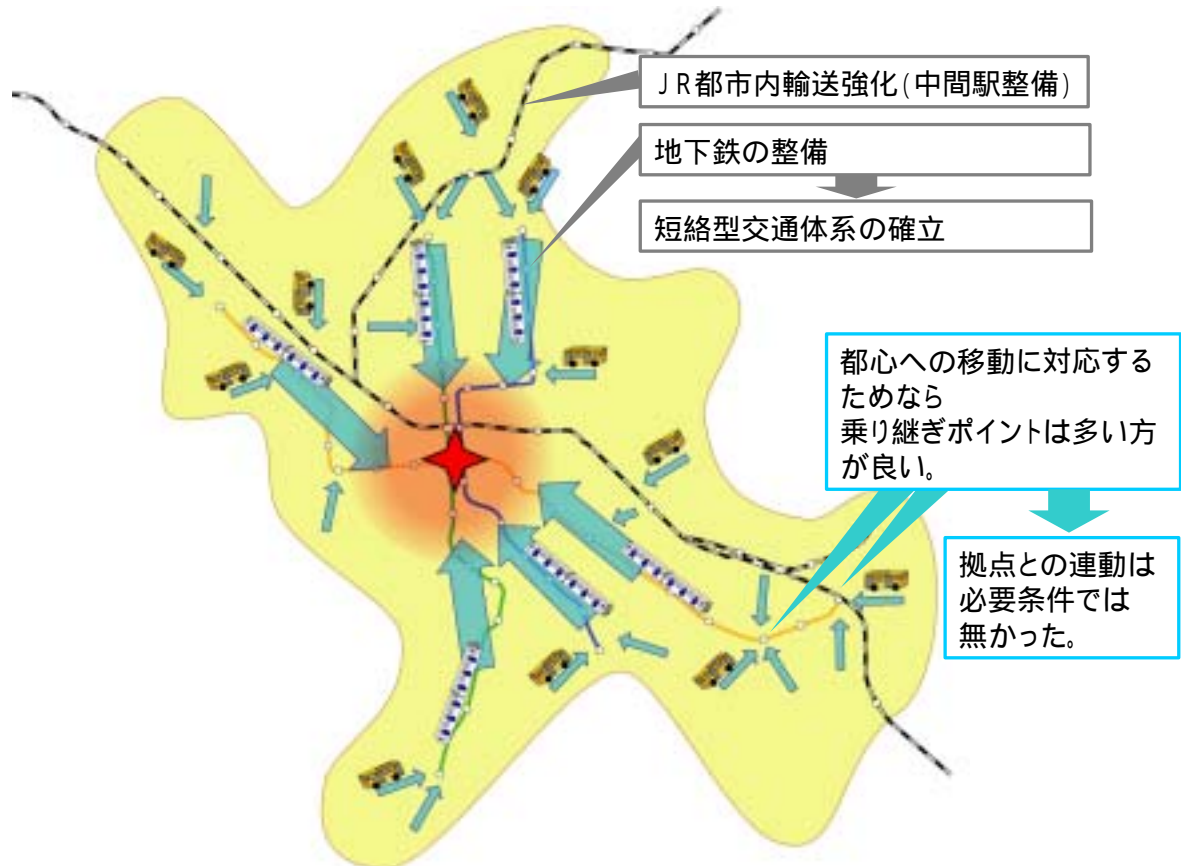 JR都市内輸送強化(中間駅整備)
地下鉄の整備
短絡型交通体系の確立
都心への移動に対応する
ためなら
乗り継ぎポイントは多い方
が良い。
拠点との連動は
必要条件では
無かった。